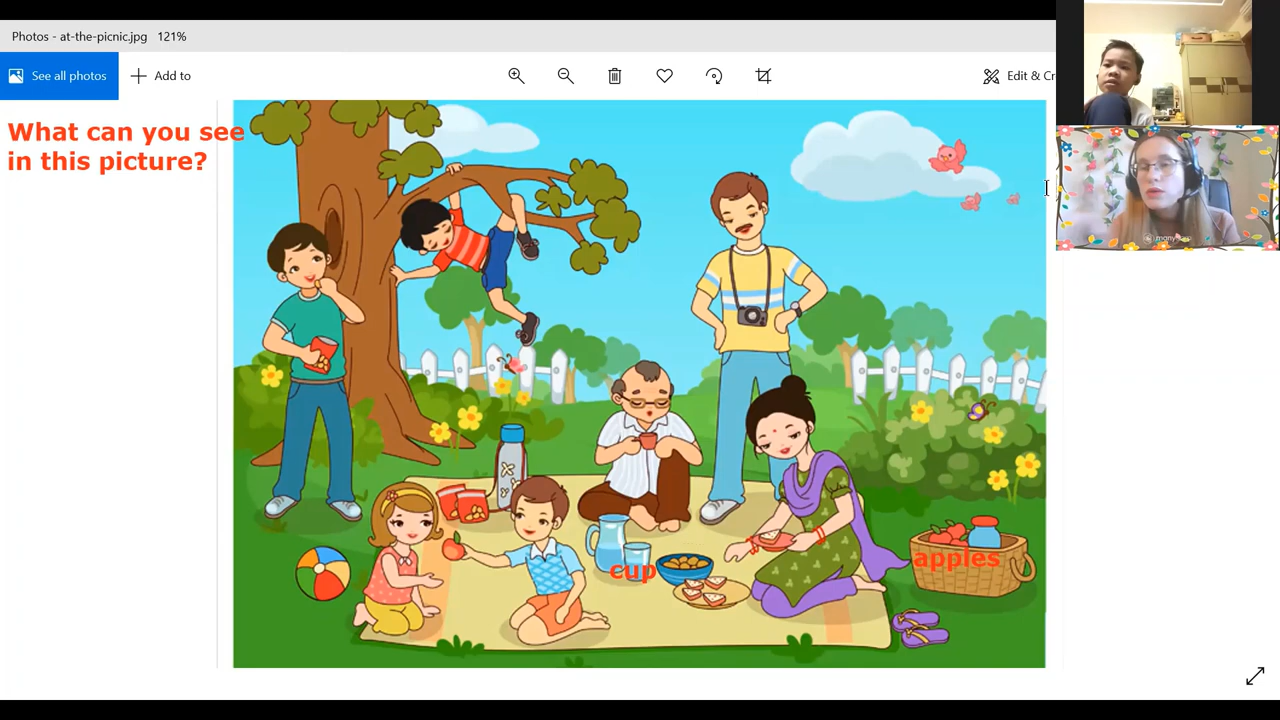 Photos - at-the-picnic.jpg 121%
See all photos
Add to
Edit & Cr
What can you see
in this picture?
cup
apples